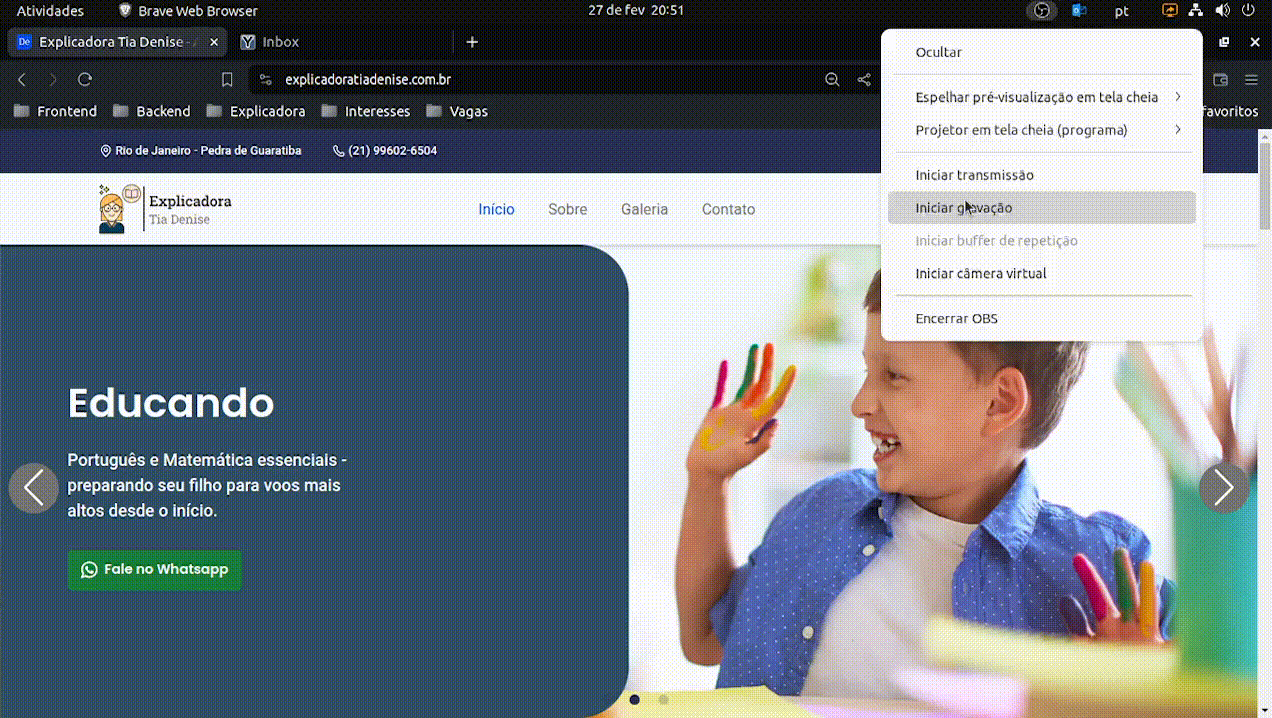 Atividades
Brave Web Browser
27 de fev 20:51
pt
Explicadora Tia Denise -
Inbox
explicadoratiadenise.com.br
Frontend
Backend
Explicadora
Interesses
Vagas
favoritos
Rio de Janeiro - Pedra de Guaratiba
(21) 99602-6504
Explicadora
Tia Denise
Início
Sobre
Galeria
Contato
Ocultar
Espelhar pré-visualização em tela cheia
Projetor em tela cheia (programa)
Iniciar transmissão
Iniciar gravação
Iniciar buffer de repetição
Iniciar câmera virtual
Encerrar OBS
Educando
Português e Matemática essenciais -
preparando seu filho para voos mais
altos desde o início.
Fale no Whatsapp